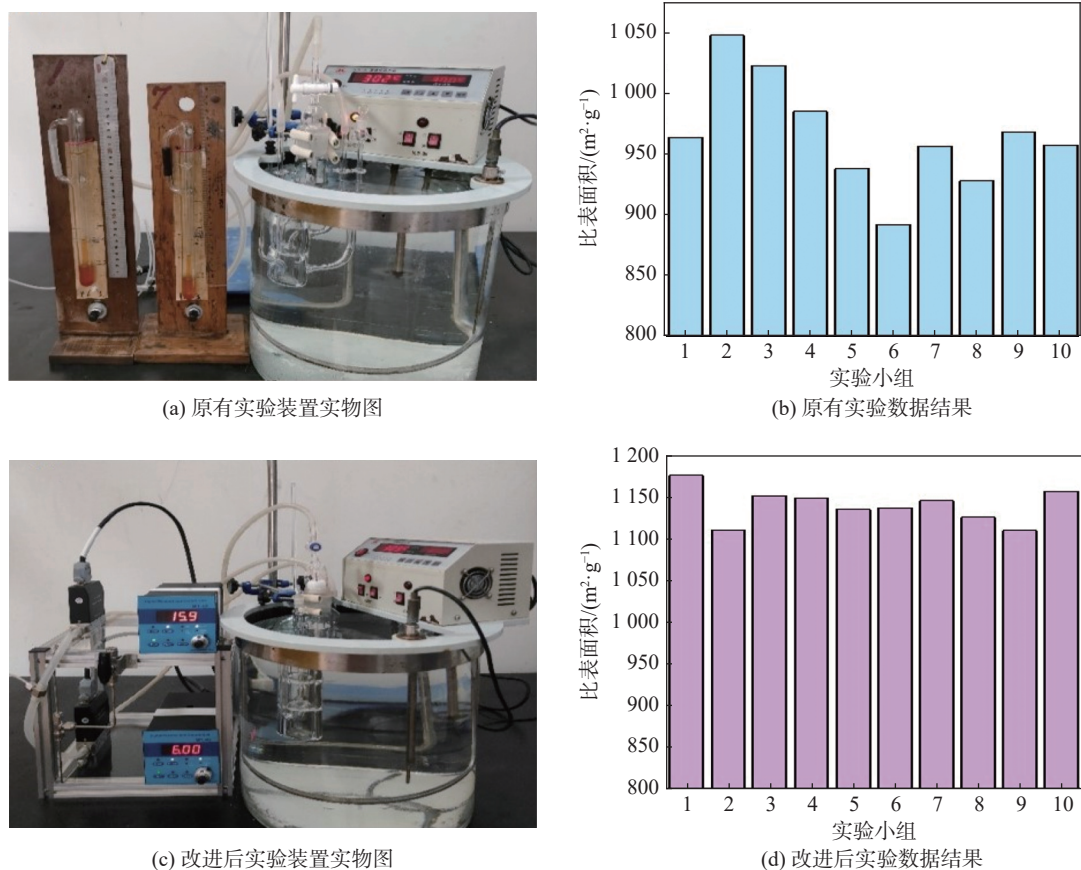 7
7
3025
1 050
1 000
950
900
850
800
比表面积/(m²·g⁻¹)
1 2 3 4 5 6 7 8 9 10
实验小组
(a) 原有实验装置实物图
(b) 原有实验数据结果
15.9
6.00
1 200
1 150
1 100
1 050
1 000
950
900
850
800
比表面积/(m²·g⁻¹)
1 2 3 4 5 6 7 8 9 10
实验小组
(c) 改进后实验装置实物图
(d) 改进后实验数据结果